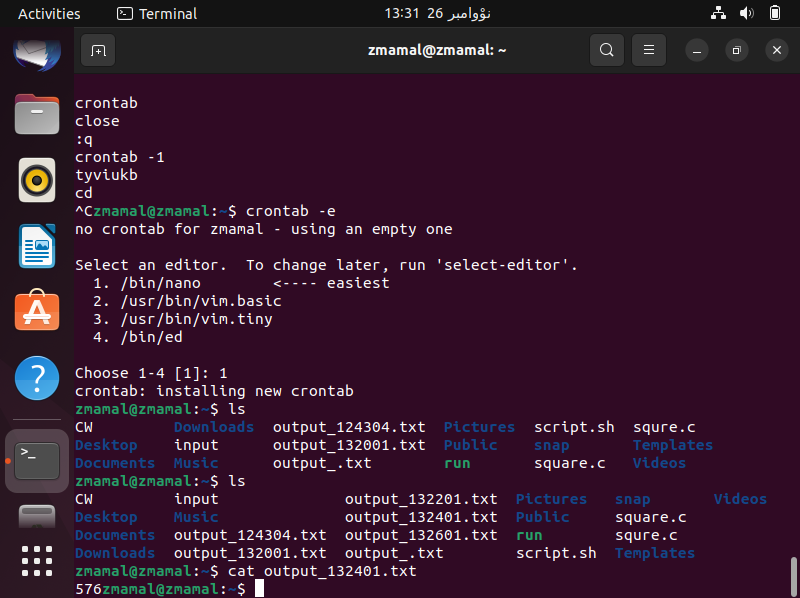 Activities Terminal 13:31 26 نۆوامبر
zmamal@zmamal: ~
crontab
close
:q
crontab -1
tyviukb
cd
^Czmamal@zmamal:~$ crontab -e
no crontab for zmamal - using an empty one
Select an editor.  To change later, run 'select-editor'.
  1. /bin/nano        <---- easiest
  2. /usr/bin/vim.basic
  3. /usr/bin/vim.tiny
  4. /bin/ed
Choose 1-4 [1]: 1
crontab: installing new crontab
zmamal@zmamal:~$ ls
CW         Downloads  output_124304.txt  Pictures  script.sh  squre.c
Desktop    input      output_132001.txt  Public    snap       Templates
Documents  Music      output_.txt        run       square.c   Videos
zmamal@zmamal:~$ ls
CW         input              output_132201.txt  Pictures   snap       Videos
Desktop    Music              output_132401.txt  Public     square.c
Documents  output_124304.txt  output_132601.txt  run        squre.c
Downloads  output_132001.txt  output_.txt        script.sh  Templates
zmamal@zmamal:~$ cat output_132401.txt
576zmamal@zmamal:~$